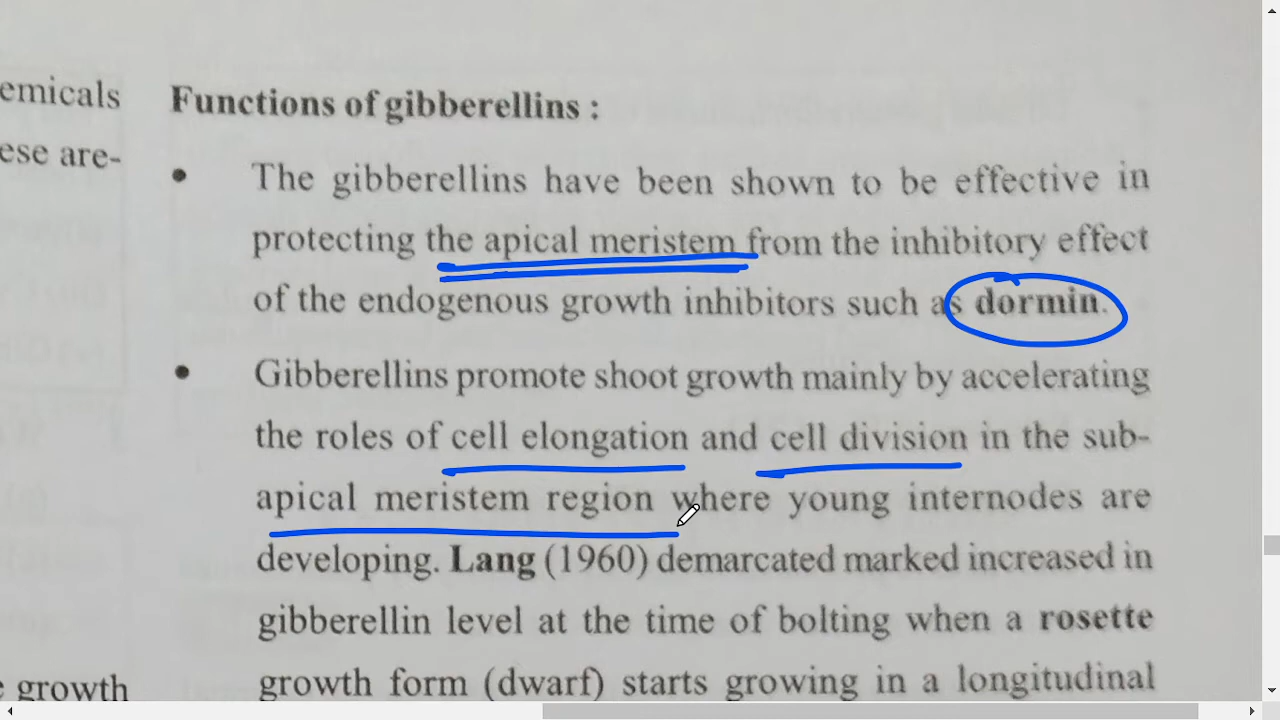 emicals
ese are-
Functions of gibberellins :
• The gibberellins have been shown to be effective in
protecting the apical meristem from the inhibitory effect
of the endogenous growth inhibitors such as dormin.
• Gibberellins promote shoot growth mainly by accelerating
the roles of cell elongation and cell division in the sub-
apical meristem region where young internodes are
developing. Lang (1960) demarcated marked increased in
gibberellin level at the time of bolting when a rosette
growth form (dwarf) starts growing in a longitudinal
e growth